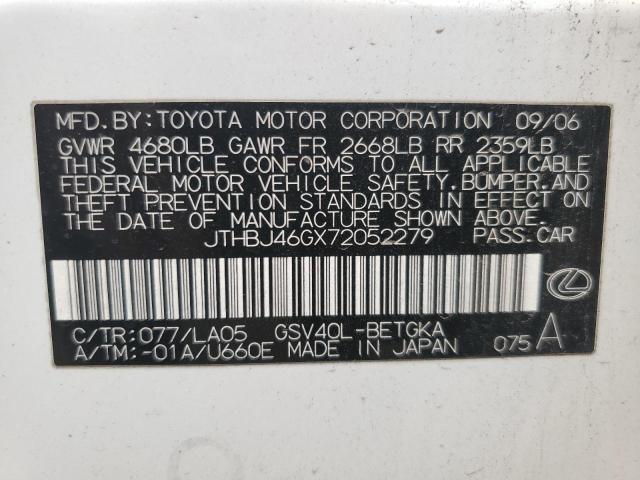 MFD. BY: TOYOTA MOTOR CORPORATION 09/06
GVWR 4680LB GAWR FR 2668LB RR 2359LB
THIS VEHICLE CONFORMS TO ALL APPLICABLE
FEDERAL MOTOR VEHICLE SAFETY.BUMPER.AND
THEFT PREVENTION STANDARDS IN EFFECT ON
THE DATE OF MANUFACTURE SHOWN ABOVE.
JTHBJ46GX72052279 PASS.CAR
C/TR:077/LA05 GSV40L-BETGKA
A/TM:-01A/U660E MADE IN JAPAN 075A